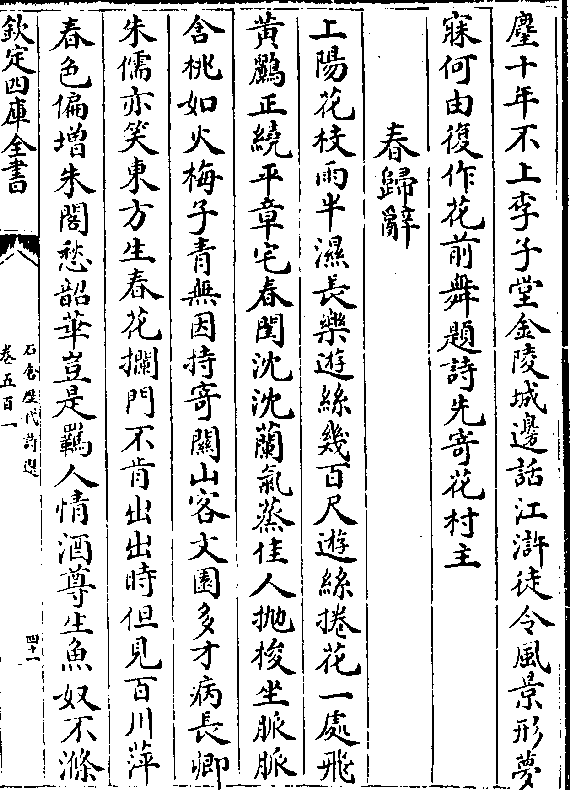 塵十年不上李子堂金陵城邊話江滸徒令風景形夢
寐何由復作花前舞題詩先寄花村主
春歸辭
上陽花枝雨半濕長樂遊絲幾百尺遊絲捲花一處飛
黃鸝正繞平章宅春閨沈沈蘭氣蒸佳人抛梭坐脈脈
含桃如火梅子青無因持寄關山客文園多才病長卿
朱儒亦笑東方生春花攔門不肯出出時但見百川萍
春色偏增朱閣愁韶華豈是羈人情酒尊生魚奴不滌
欽定四庫全書
石倉歷代詩選
卷五百一
四十一